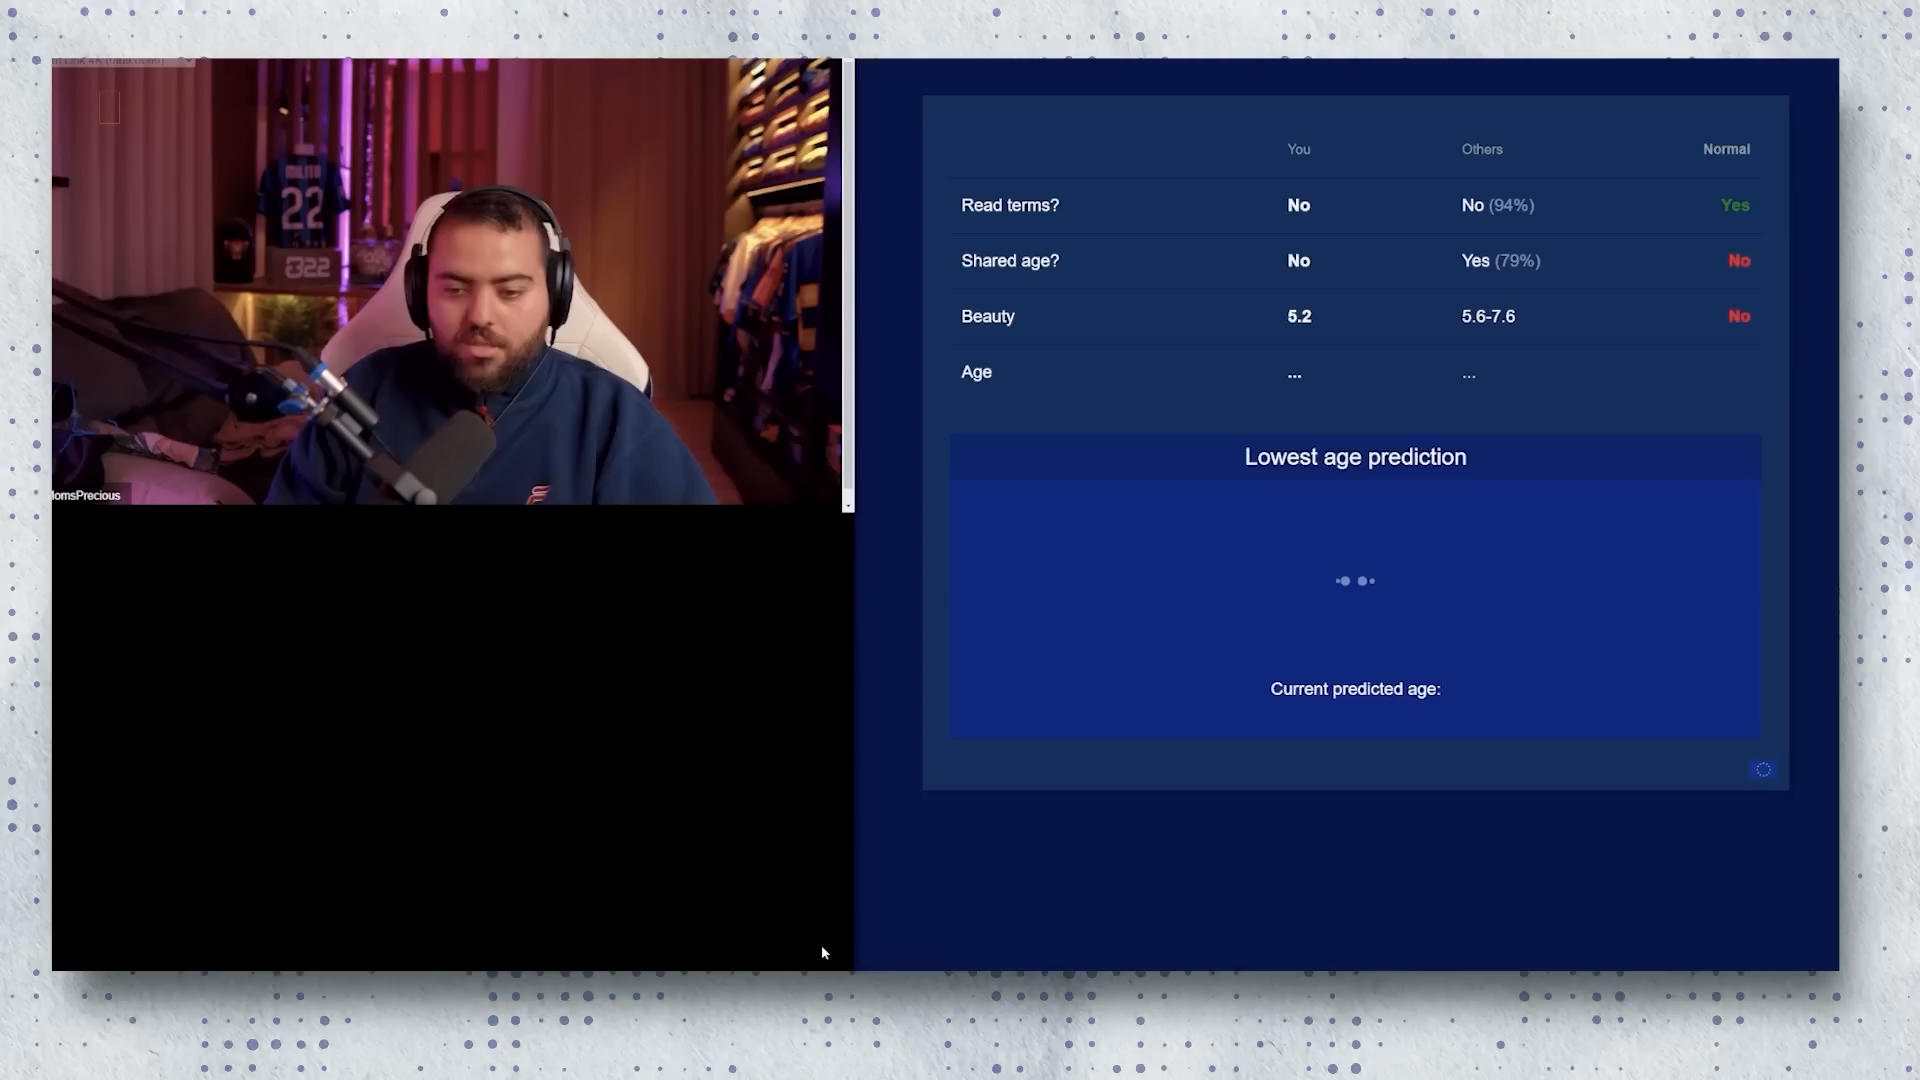 MILITO
22
322
lomsPrecious
You Others Normal
Read terms? No No (94%) Yes
Shared age? No Yes (79%) No
Beauty 5.2 5.6-7.6 No
Age ... ...
Lowest age prediction
Current predicted age: